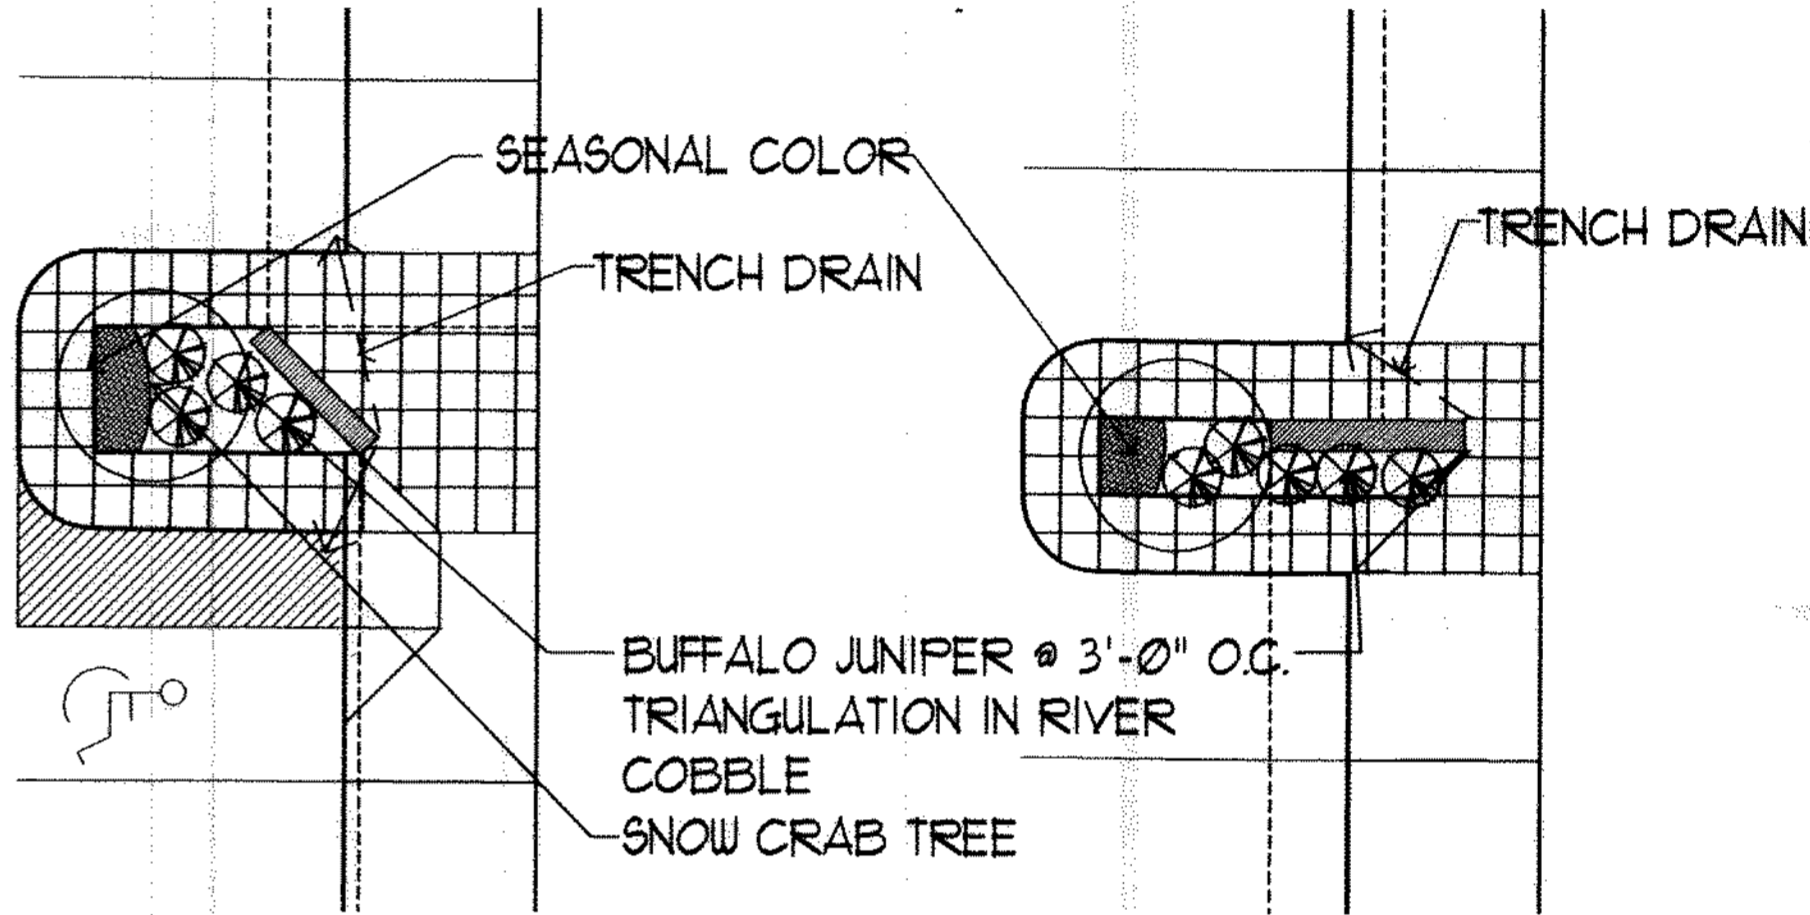 SEASONAL COLOR
TRENCH DRAIN
TRENCH DRAIN
BUFFALO JUNIPER @ 3'-0" O.C.
TRIANGULATION IN RIVER
COBBLE
SNOW CRAB TREE